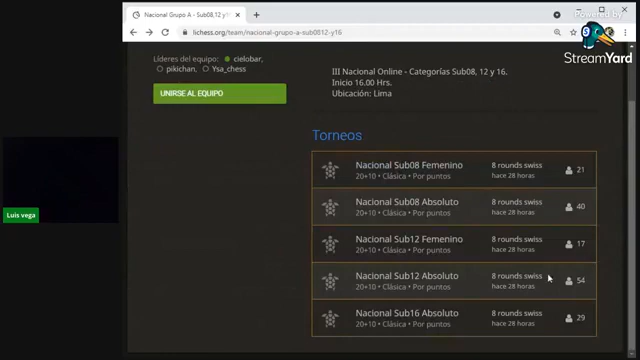 Nacional Grupo A - Sub08,12 y 16
Powered by
StreamYard
lichess.org/team/nacional-grupo-a-sub0812-y16
Líderes del equipo: cielobar,
pikichan, Ysa_chess
UNIRSE AL EQUIPO
III Nacional Online - Categorías Sub08, 12 y 16.
Inicio 16.00 Hrs.
Ubicación: Lima
Torneos
Nacional Sub08 Femenino 8 rounds swiss 21
20+10 • Clásica • Por puntos hace 28 horas
Nacional Sub08 Absoluto 8 rounds swiss 40
20+10 • Clásica • Por puntos hace 28 horas
Nacional Sub12 Femenino 8 rounds swiss 17
20+10 • Clásica • Por puntos hace 28 horas
Nacional Sub12 Absoluto 8 rounds swiss 54
20+10 • Clásica • Por puntos hace 28 horas
Nacional Sub16 Absoluto 8 rounds swiss 29
20+10 • Clásica • Por puntos hace 28 horas
Luis vega